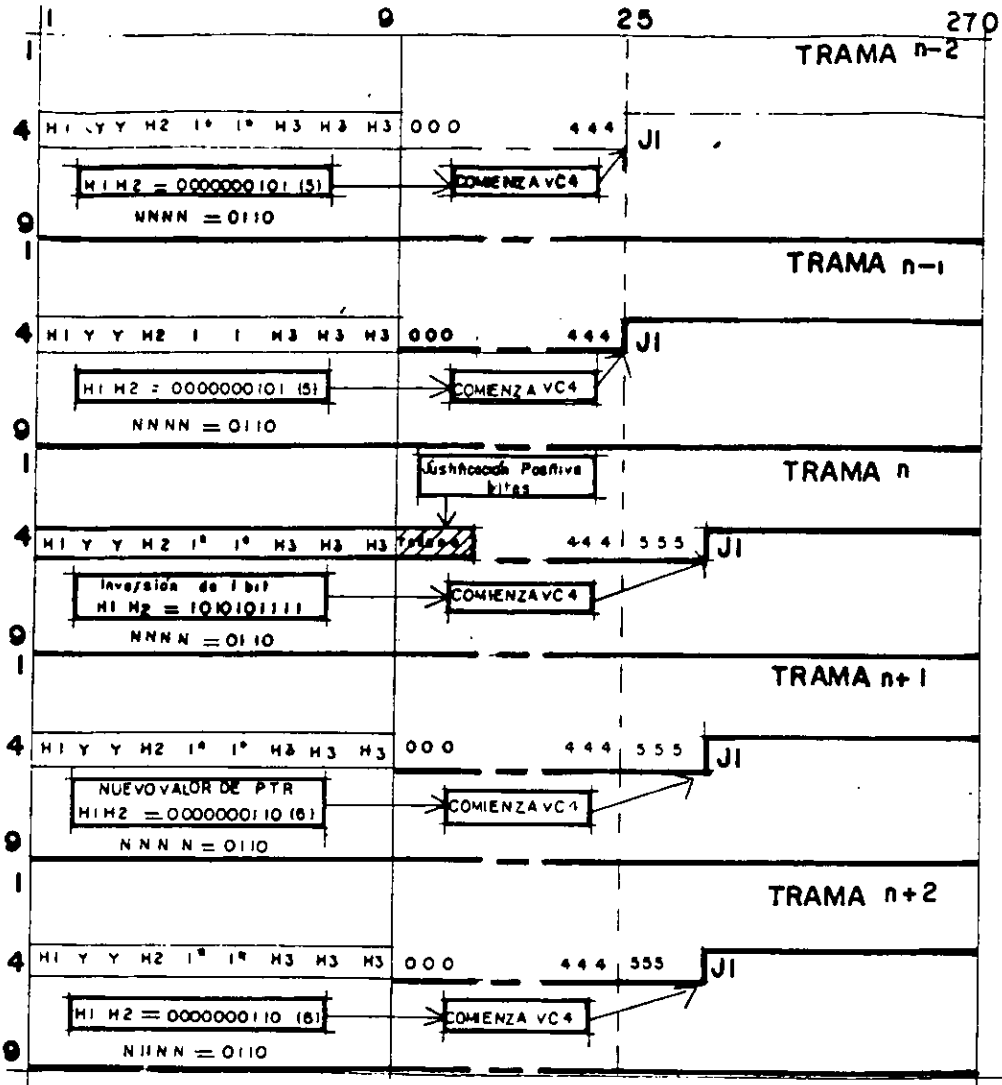 1 9 25 270
1 TRAMA n-2
4 H1 Y Y H2 1* 1* H3 H3 H3 000 444 J1
H1 H2 = 0000000101 (5) COMIENZA VC4
NNNN = 0110
9
1 TRAMA n-1
4 H1 Y Y H2 1 1 H3 H3 H3 000 444 J1
H1 H2 = 0000000101 (5) COMIENZA VC4
NNNN = 0110
9
1 Justificación Positiva TRAMA n
bites
4 H1 Y Y H2 1* 1* H3 H3 H3 444 555 J1
Inversión de 1 bit COMIENZA VC4
H1 H2 = 1010101111
NNNN = 0110
9
1 TRAMA n+1
4 H1 Y Y H2 1* 1* H3 H3 H3 000 444 555 J1
NUEVO VALOR DE PTR COMIENZA VC4
H1H2 = 0000000110 (6)
NNNN = 0110
9
1 TRAMA n+2
4 H1 Y Y H2 1* 1* H3 H3 H3 000 444 555 J1
H1 H2 = 0000000110 (6) COMIENZA VC4
NNNN = 0110
9